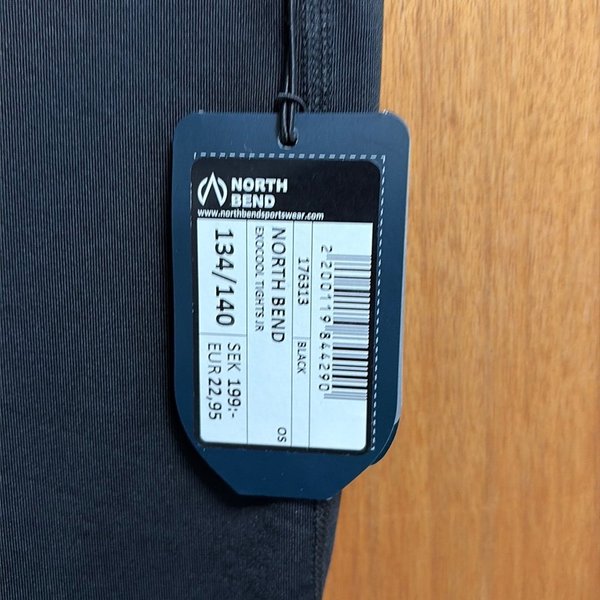 NORTH
BEND
www.northbendsportswear.com
2 200119 844290
176313
BLACK
NORTH BEND
OS
EXOCOOL TIGHTS JR
134/140
SEK 199:-
EUR 22,95